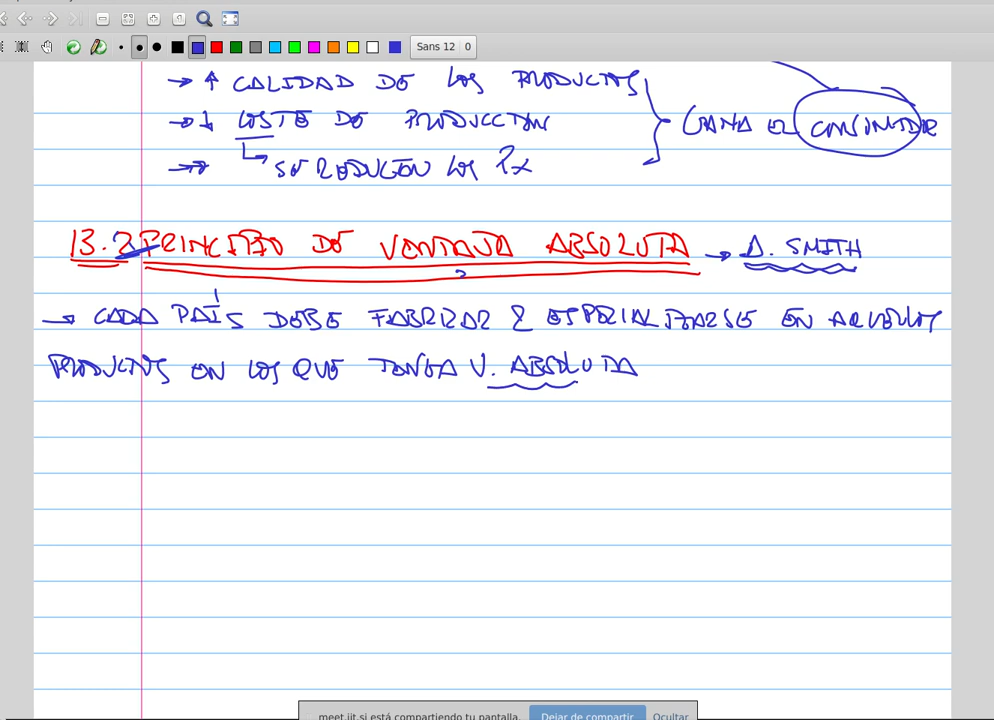 Sans 12 0
→ ↑ CALIDAD DE LOS PRODUCTOS
→ ↓ COSTE DE PRODUCCION
GANA EL CONSUMIDOR
→ SE REDUCEN LOS Px
13.2 PRINCIPIO DE VENTAJA ABSOLUTA → A. SMITH
→ CADA PAÍS DEBE FABRICAR & ESPECIALIZARSE EN AQUELLOS
PRODUCTOS EN LOS QUE TENGA V. ABSOLUTA
meet.jit.si está compartiendo tu pantalla. Dejar de compartir Ocultar